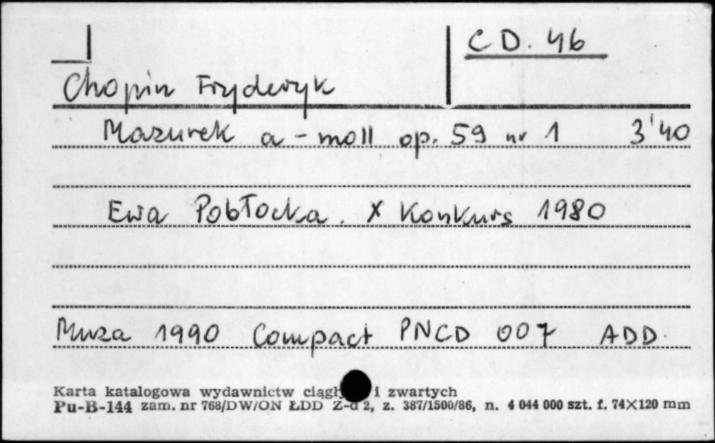 CD. 46
Chopin Fryderyk
Mazurek a-moll op. 59 nr 1 3'40
Ewa Pobłocka. X Konkurs 1980
Muza 1990 Compact PNCD 007 ADD.
Karta katalogowa wydawnictw i zwartych
Pu-B-144 zam. nr 768/DW/ON ŁDD Z-d 2, z. 387/1500/86, n. 4 044 000 szt. f. 74×120 mm